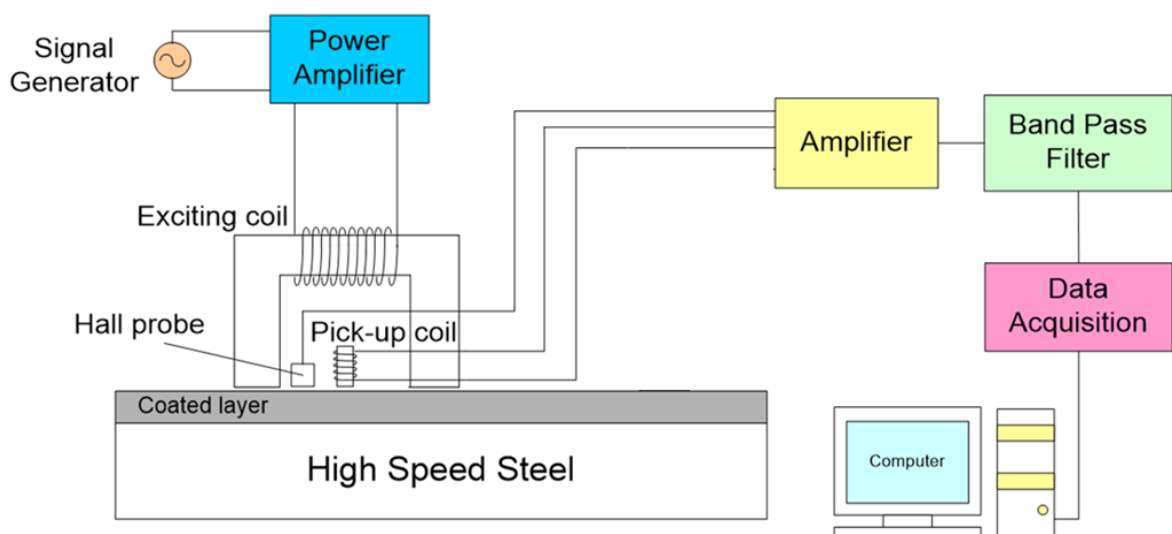 Signal
Generator
Power
Amplifier
Exciting coil
Hall probe
Pick-up coil
Coated layer
High Speed Steel
Amplifier
Band Pass
Filter
Data
Acquisition
Computer